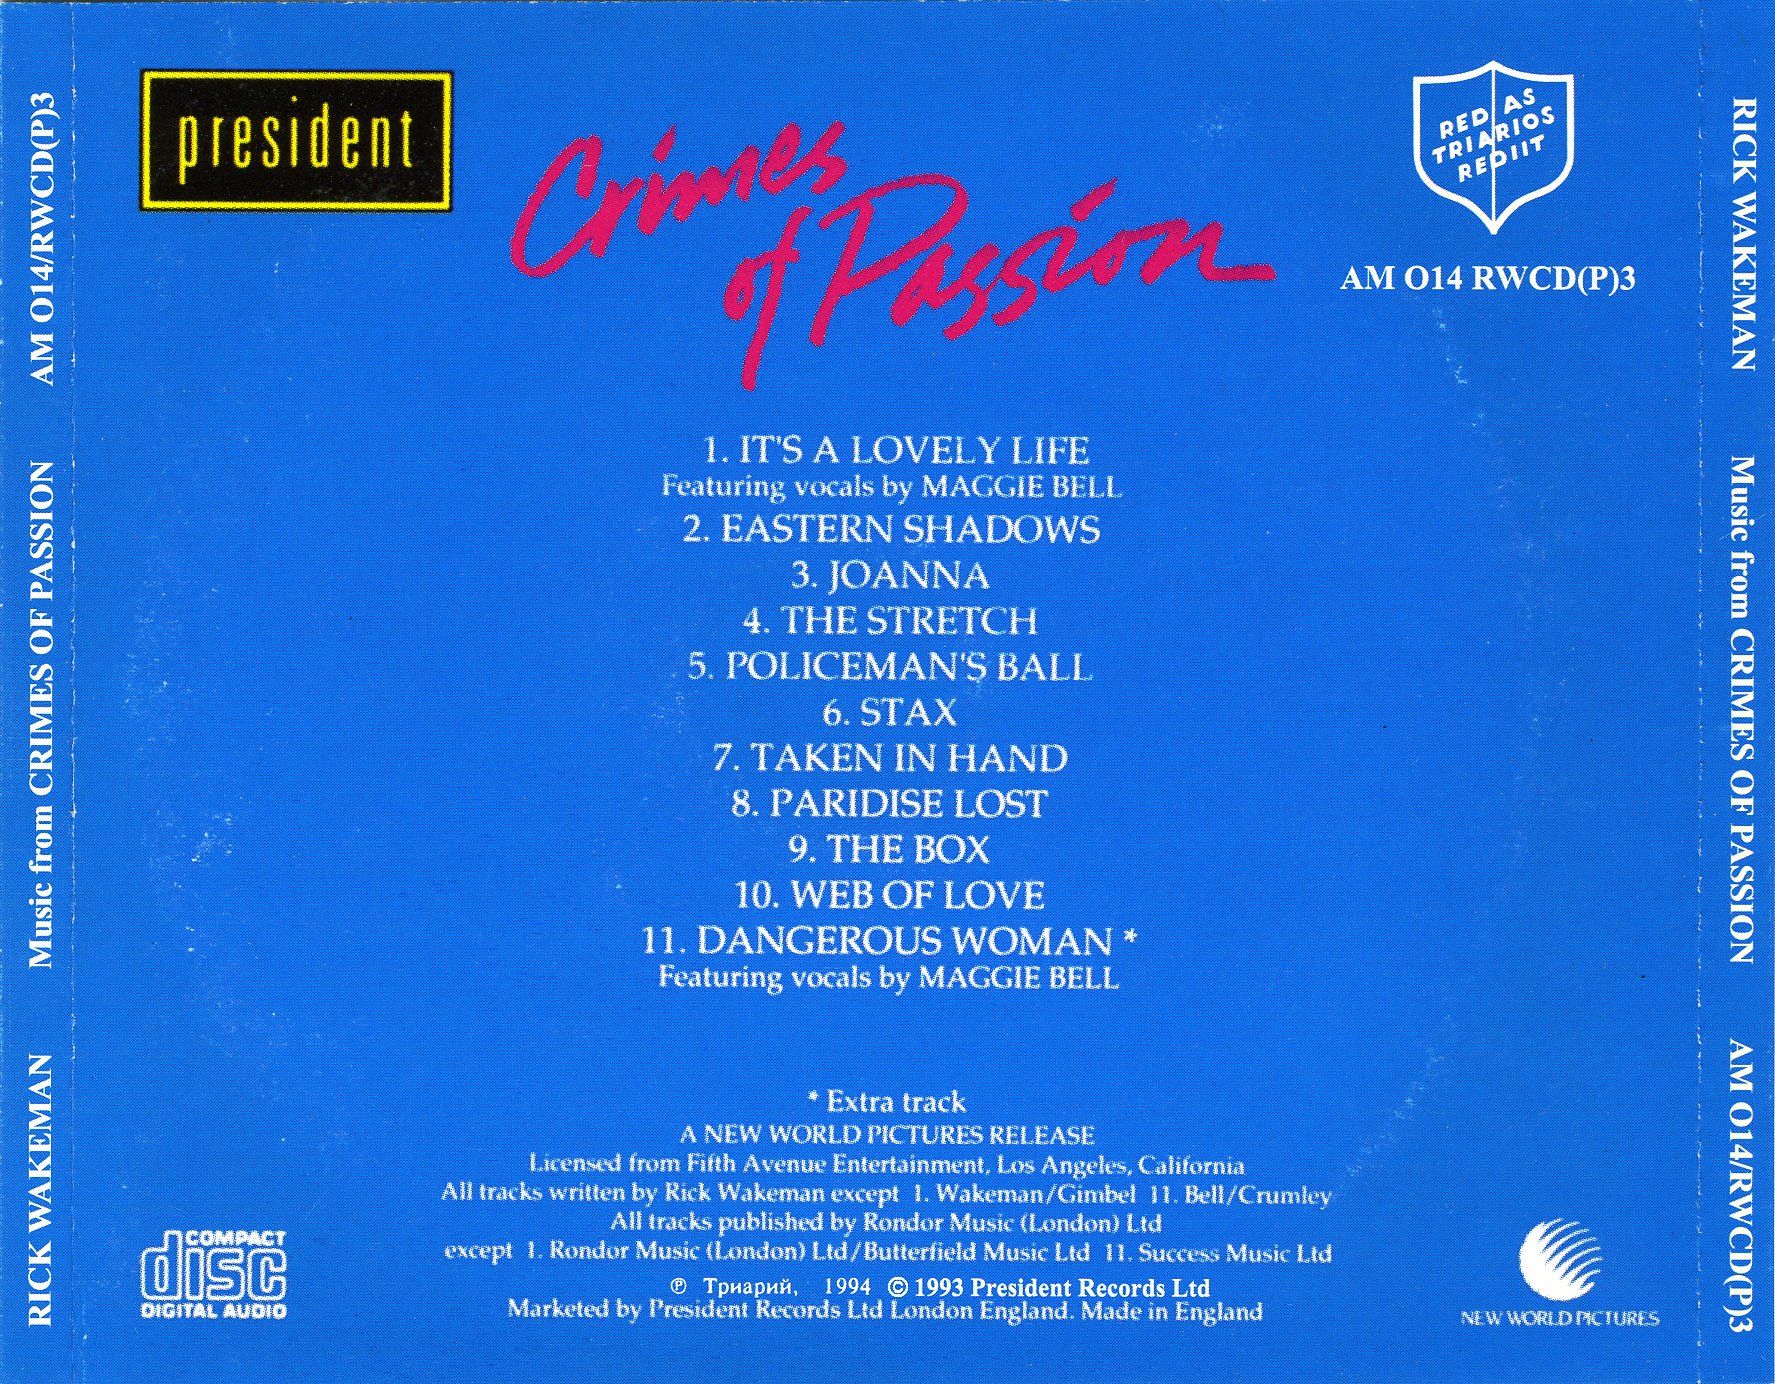 president
Crimes
of Passion
RED AS
TRIARIOS
REDIIT
AM O14 RWCD(P)3
1. IT'S A LOVELY LIFE
Featuring vocals by MAGGIE BELL
2. EASTERN SHADOWS
3. JOANNA
4. THE STRETCH
5. POLICEMAN'S BALL
6. STAX
7. TAKEN IN HAND
8. PARIDISE LOST
9. THE BOX
10. WEB OF LOVE
11. DANGEROUS WOMAN *
Featuring vocals by MAGGIE BELL
* Extra track
A NEW WORLD PICTURES RELEASE
Licensed from Fifth Avenue Entertainment, Los Angeles, California
All tracks written by Rick Wakeman except 1. Wakeman/Gimbel 11. Bell/Crumley
All tracks published by Rondor Music (London) Ltd
except 1. Rondor Music (London) Ltd/Butterfield Music Ltd 11. Success Music Ltd
℗ Триарий, 1994 © 1993 President Records Ltd
Marketed by President Records Ltd London England. Made in England
COMPACT
disc
DIGITAL AUDIO
NEW WORLD PICTURES
RICK WAKEMAN Music from CRIMES OF PASSION AM O14/RWCD(P)3
RICK WAKEMAN Music from CRIMES OF PASSION AM O14/RWCD(P)3